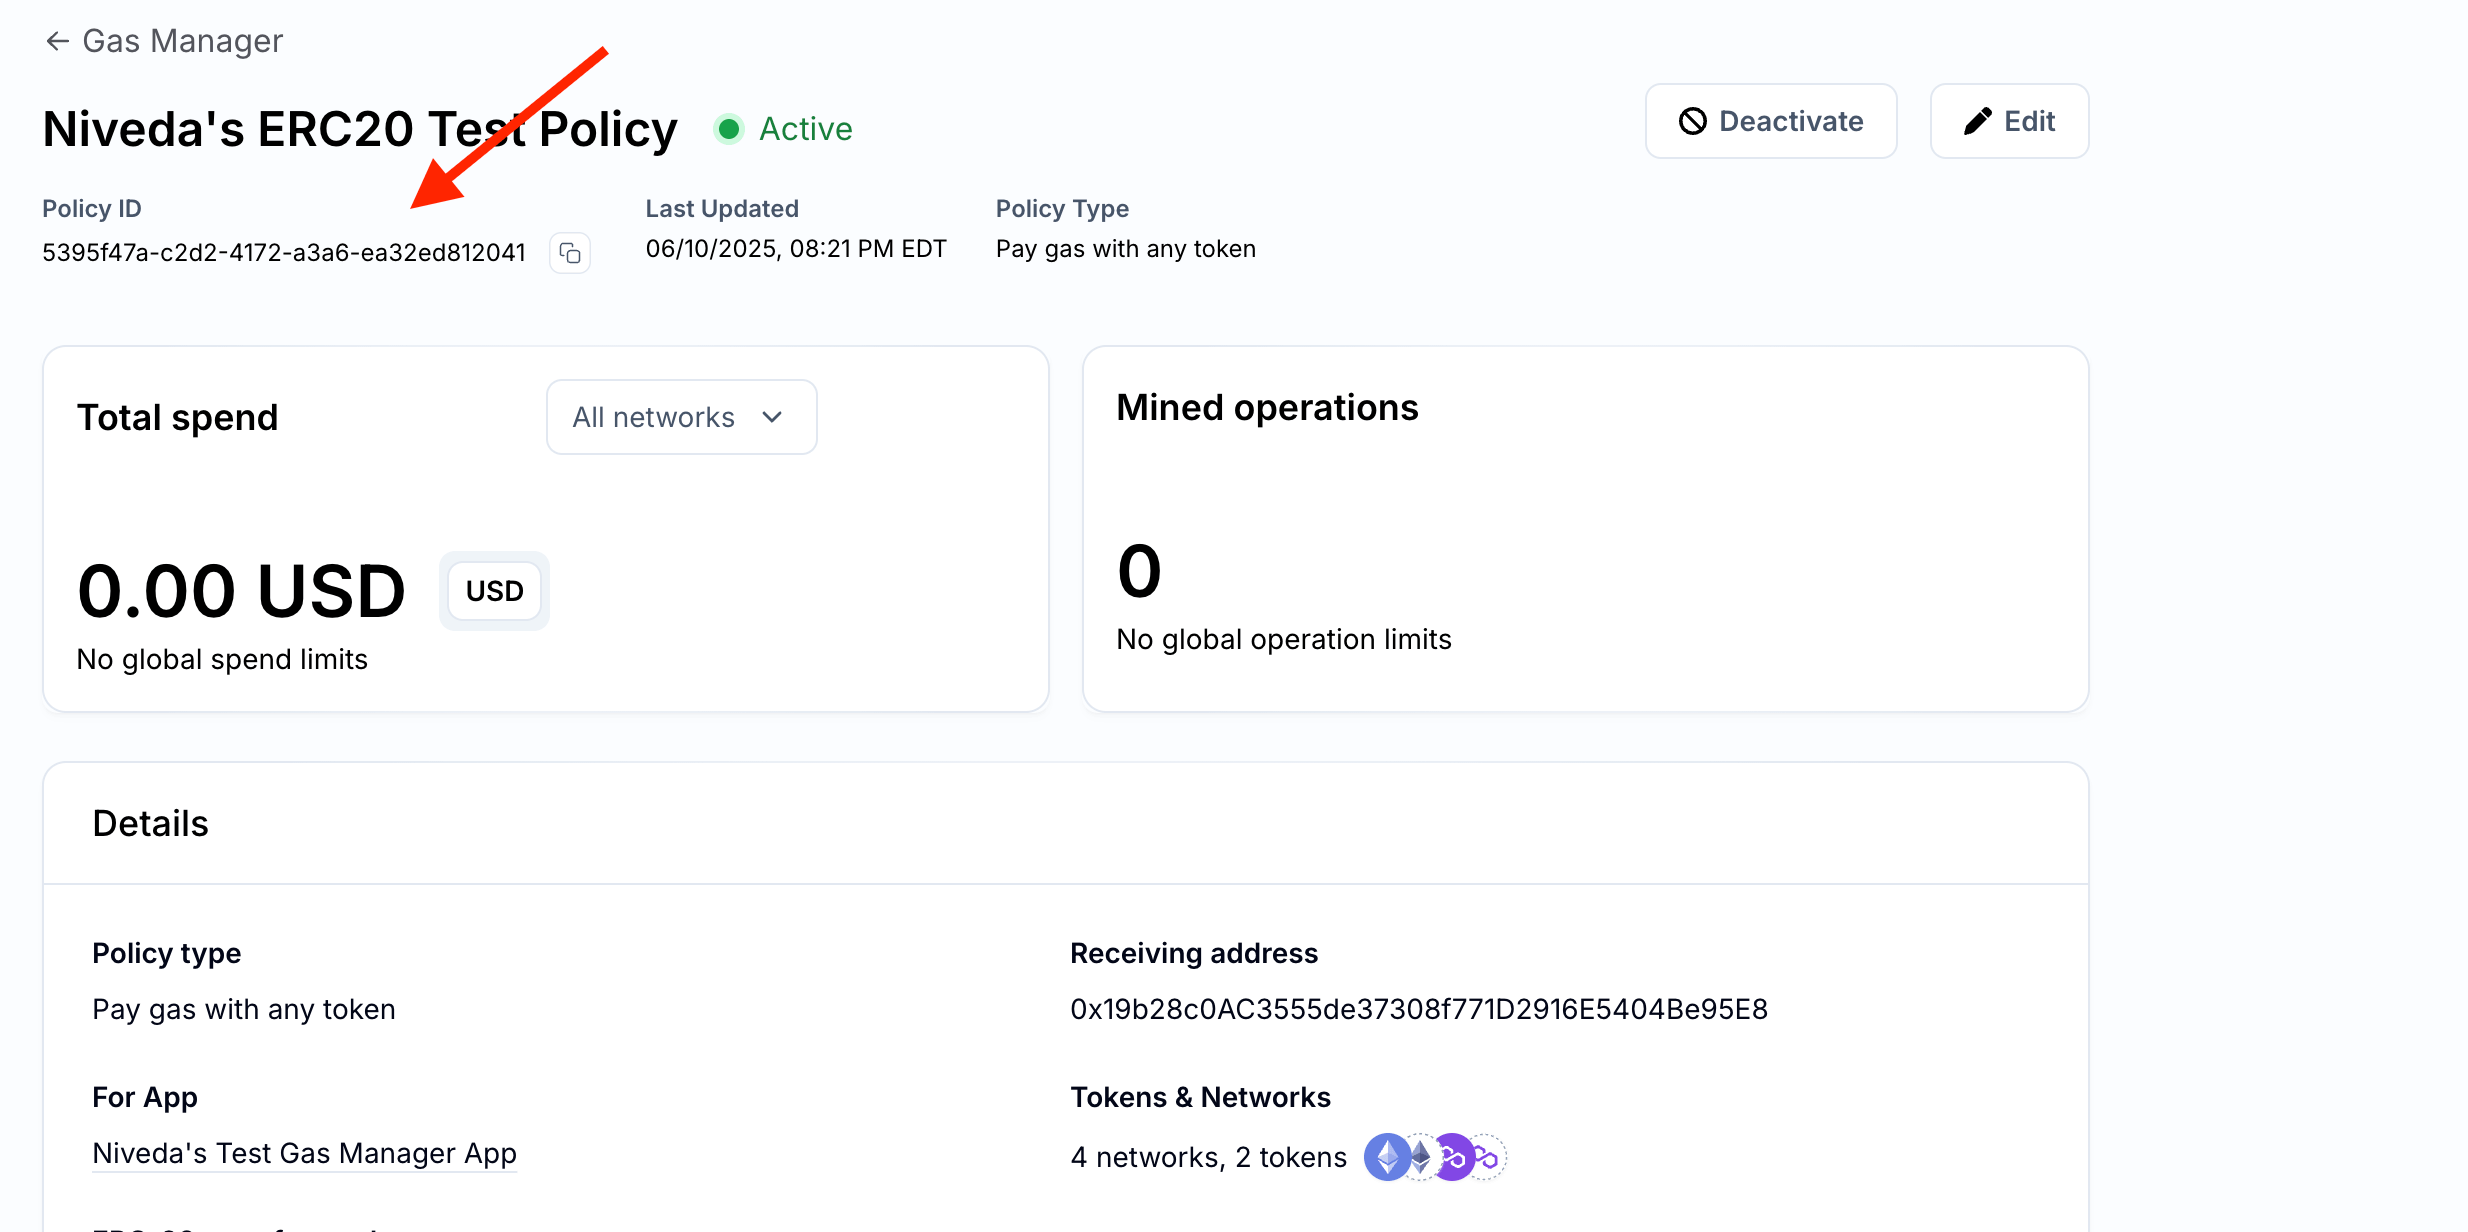 Gas Manager
Niveda's ERC20 Test Policy
Active
Deactivate
Edit
Policy ID
Last Updated
Policy Type
5395f47a-c2d2-4172-a3a6-ea32ed812041
06/10/2025, 08:21 PM EDT
Pay gas with any token
Total spend
All networks
0.00 USD
USD
No global spend limits
Mined operations
0
No global operation limits
Details
Policy type
Pay gas with any token
Receiving address
0x19b28c0AC3555de37308f771D2916E5404Be95E8
For App
Niveda's Test Gas Manager App
Tokens & Networks
4 networks, 2 tokens